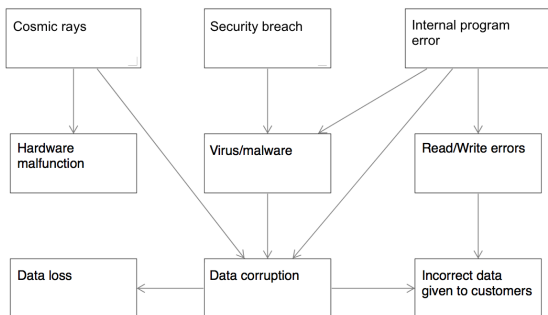 Cosmic rays
Security breach
Internal program
error
Hardware
malfunction
Virus/malware
Read/Write errors
Data loss
Data corruption
Incorrect data
given to customers